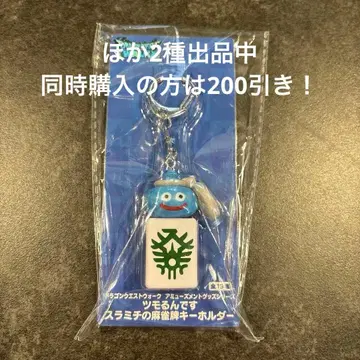 ほか2種出品中
同時購入の方は200引き！
ドラゴンクエストウォーク アミューズメントグッズシリーズ
ツモるんです
スラミチの麻雀牌キーホルダー